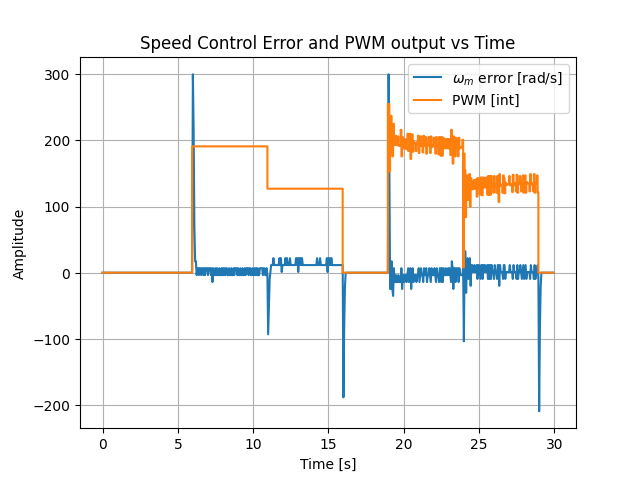 Speed Control Error and PWM output vs Time
ωm error [rad/s]
PWM [int]
300
200
100
0
−100
−200
Amplitude
0 5 10 15 20 25 30
Time [s]